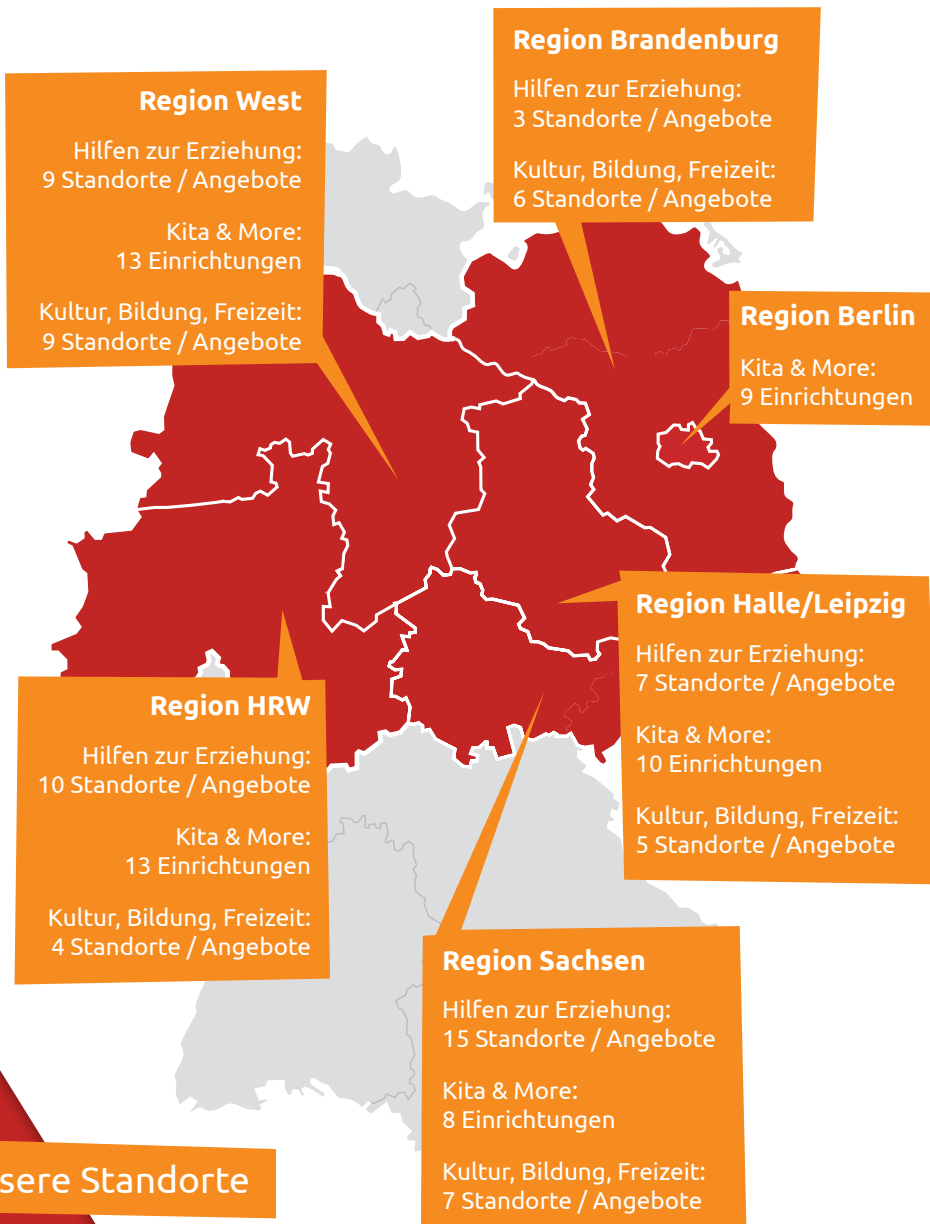 Region Brandenburg
Hilfen zur Erziehung:
3 Standorte / Angebote
Kultur, Bildung, Freizeit:
6 Standorte / Angebote
Region West
Hilfen zur Erziehung:
9 Standorte / Angebote
Kita & More:
13 Einrichtungen
Kultur, Bildung, Freizeit:
9 Standorte / Angebote
Region Berlin
Kita & More:
9 Einrichtungen
Region Halle/Leipzig
Hilfen zur Erziehung:
7 Standorte / Angebote
Kita & More:
10 Einrichtungen
Kultur, Bildung, Freizeit:
5 Standorte / Angebote
Region HRW
Hilfen zur Erziehung:
10 Standorte / Angebote
Kita & More:
13 Einrichtungen
Kultur, Bildung, Freizeit:
4 Standorte / Angebote
Region Sachsen
Hilfen zur Erziehung:
15 Standorte / Angebote
Kita & More:
8 Einrichtungen
Kultur, Bildung, Freizeit:
7 Standorte / Angebote
sere Standorte